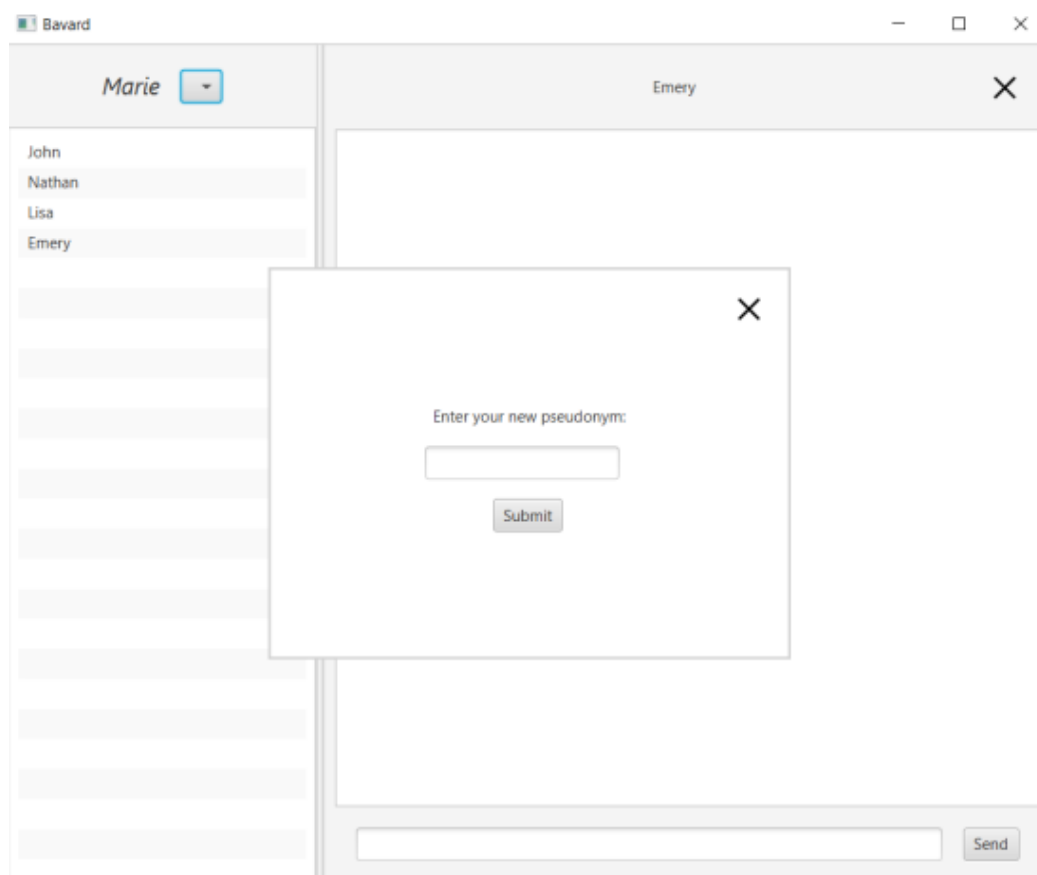 Bavard
Marie
Emery
John
Nathan
Lisa
Emery
Enter your new pseudonym:
Submit
Send